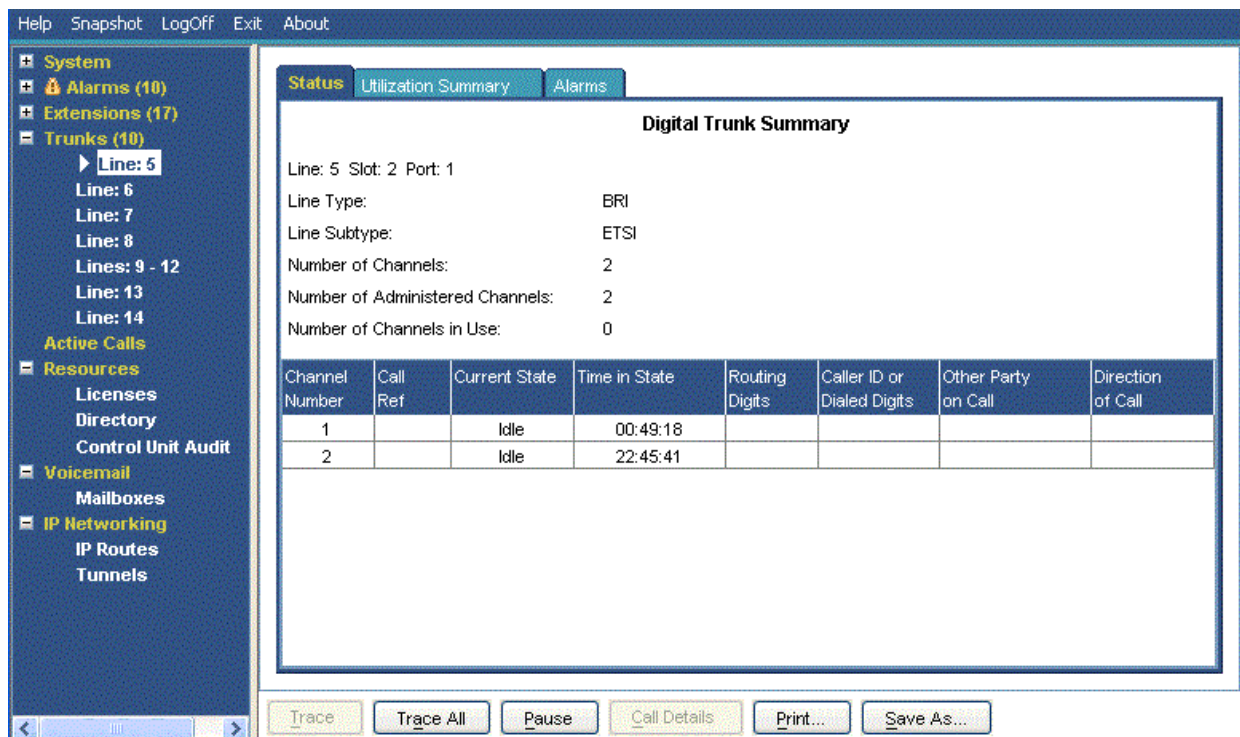 Help Snapshot LogOff Exit About
System
Alarms (10)
Extensions (17)
Trunks (10)
Line: 5
Line: 6
Line: 7
Line: 8
Lines: 9 - 12
Line: 13
Line: 14
Active Calls
Resources
Licenses
Directory
Control Unit Audit
Voicemail
Mailboxes
IP Networking
IP Routes
Tunnels
Status Utilization Summary Alarms
Digital Trunk Summary
Line: 5 Slot: 2 Port: 1
Line Type: BRI
Line Subtype: ETSI
Number of Channels: 2
Number of Administered Channels: 2
Number of Channels in Use: 0
Channel Number Call Ref Current State Time in State Routing Digits Caller ID or Dialed Digits Other Party on Call Direction of Call
1 Idle 00:49:18
2 Idle 22:45:41
Trace Trace All Pause Call Details Print... Save As...